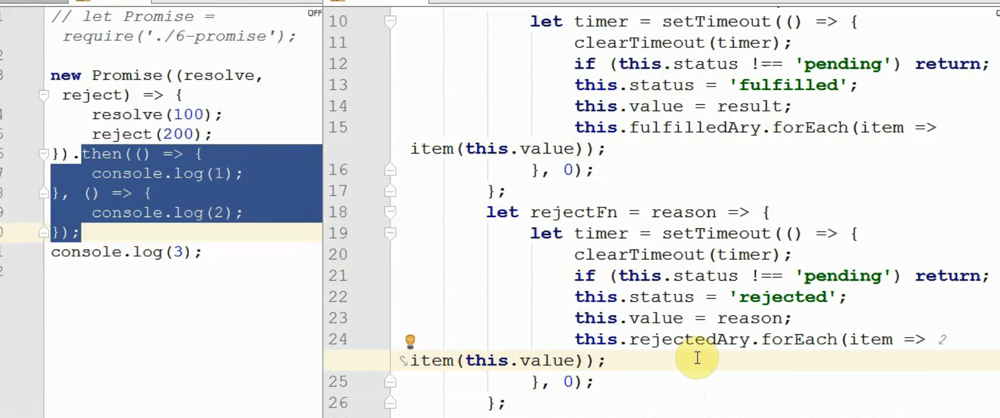 // let Promise =
require('./6-promise');
new Promise((resolve,
reject) => {
resolve(100);
reject(200);
}).then(() => {
console.log(1);
}, () => {
console.log(2);
});
console.log(3);
OFF
10 let timer = setTimeout(() => {
11 clearTimeout(timer);
12 if (this.status !== 'pending') return;
13 this.status = 'fulfilled';
14 this.value = result;
15 this.fulfilledAry.forEach(item =>
item(this.value));
16 }, 0);
17 };
18 let rejectFn = reason => {
19 let timer = setTimeout(() => {
20 clearTimeout(timer);
21 if (this.status !== 'pending') return;
22 this.status = 'rejected';
23 this.value = reason;
24 this.rejectedAry.forEach(item =>
item(this.value));
25 }, 0);
26 };